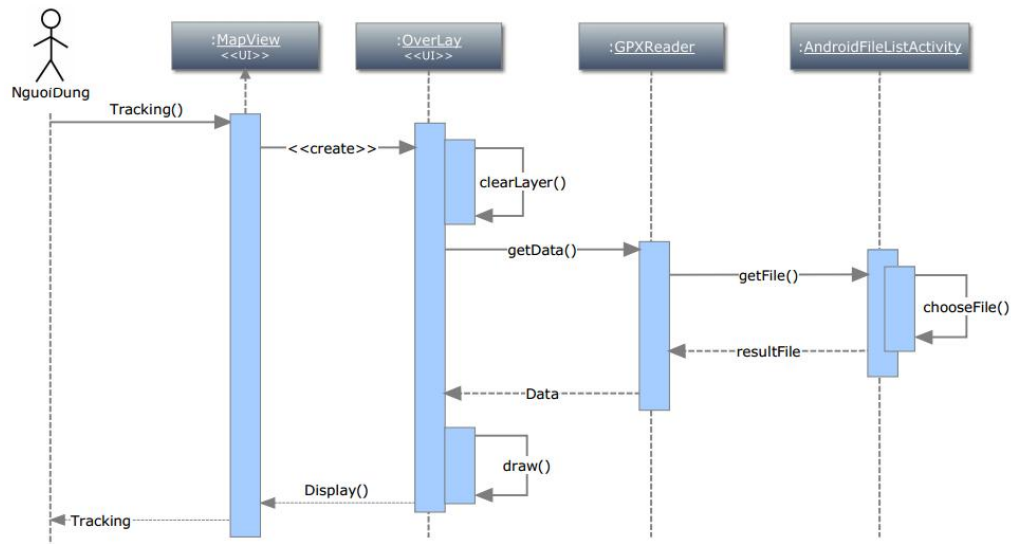 :MapView
<<UI>>
:OverLay
<<UI>>
:GPXReader
:AndroidFileListActivity
NguoiDung
Tracking()
<<create>>
clearLayer()
getData()
getFile()
chooseFile()
resultFile
Data
draw()
Display()
Tracking